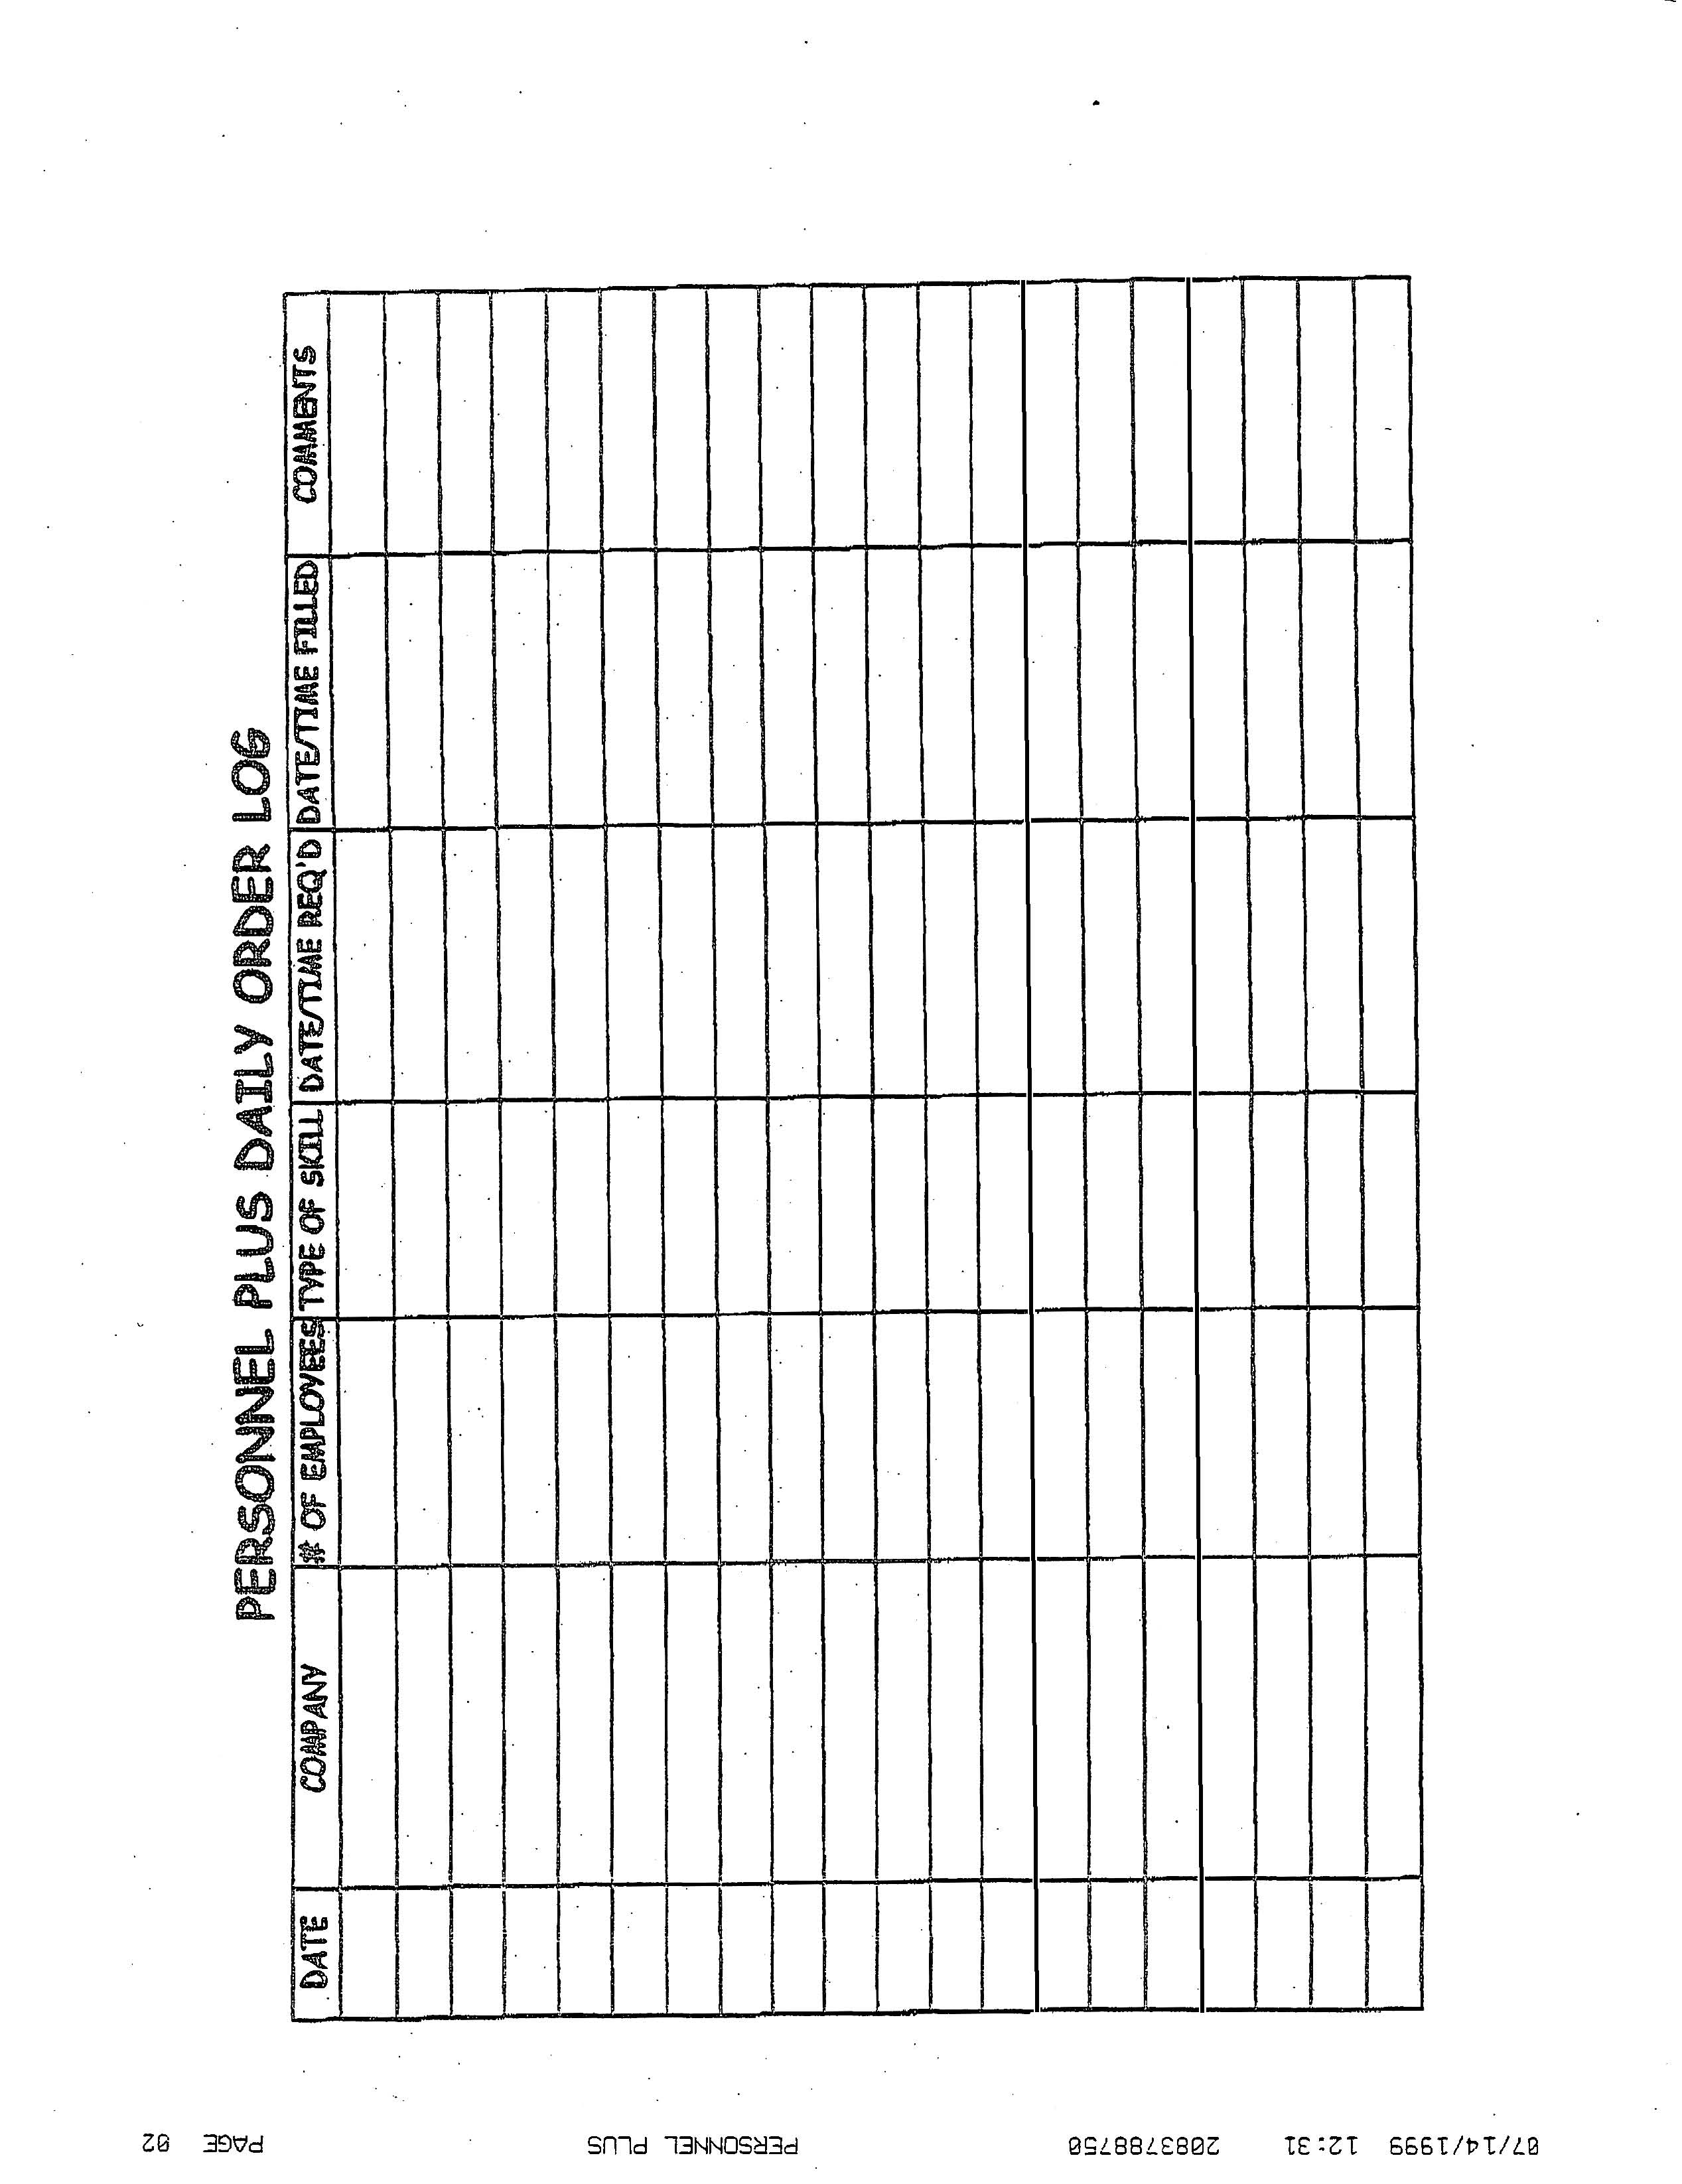 PERSONNEL PLUS DAILY ORDER LOG
DATE COMPANY # OF EMPLOYEES TYPE OF SKILL DATE/TIME REQ'D DATE/TIME FILLED COMMENTS
07/14/1999 12:31 2083788750 PERSONNEL PLUS PAGE 02